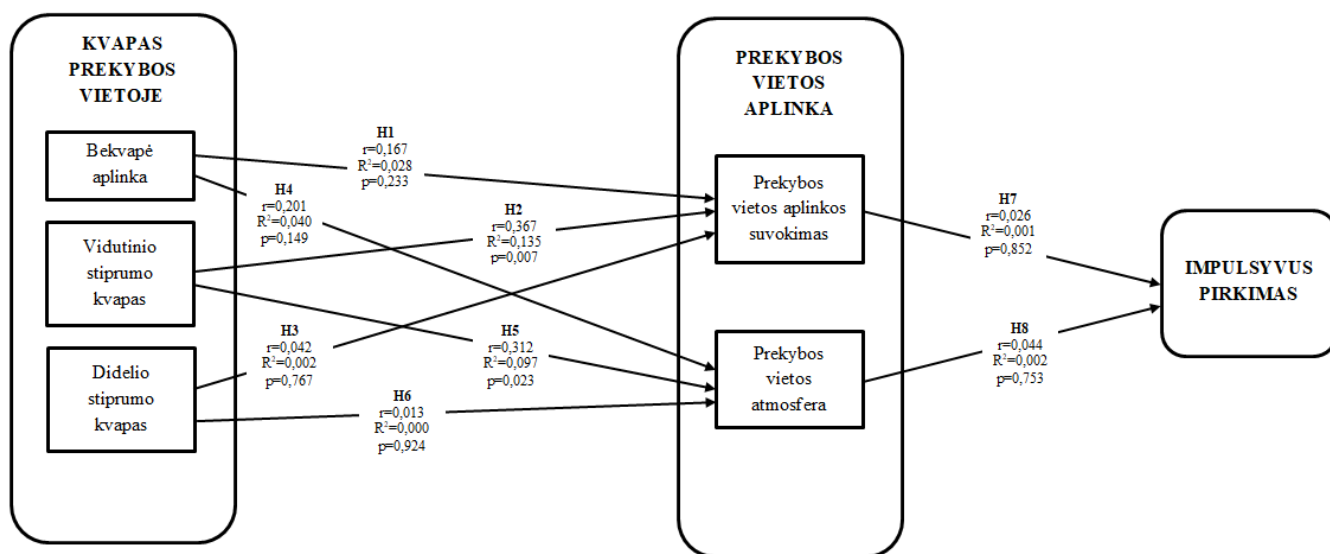 KVAPAS
PREKYBOS
VIETOJE
Bekvapė
aplinka
Vidutinio
stiprumo
kvapas
Didelio
stiprumo
kvapas
H1
r=0,167
R²=0,028
p=0,233
H4
r=0,201
R²=0,040
p=0,149
H2
r=0,367
R²=0,135
p=0,007
H3
r=0,042
R²=0,002
p=0,767
H5
r=0,312
R²=0,097
p=0,023
H6
r=0,013
R²=0,000
p=0,924
PREKYBOS
VIETOS
APLINKA
Prekybos
vietos aplinkos
suvokimas
Prekybos
vietos
atmosfera
H7
r=0,026
R²=0,001
p=0,852
H8
r=0,044
R²=0,002
p=0,753
IMPULSYVUS
PIRKIMAS